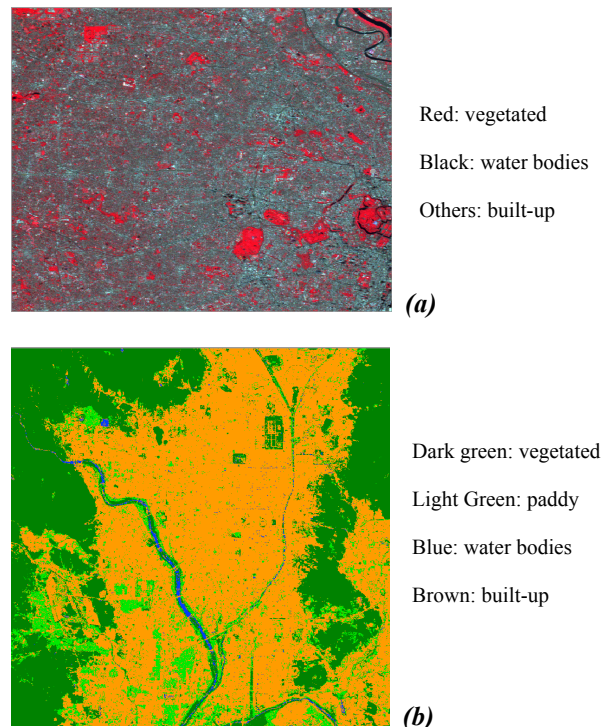 Red: vegetated
Black: water bodies
Others: built-up
(a)
Dark green: vegetated
Light Green: paddy
Blue: water bodies
Brown: built-up
(b)